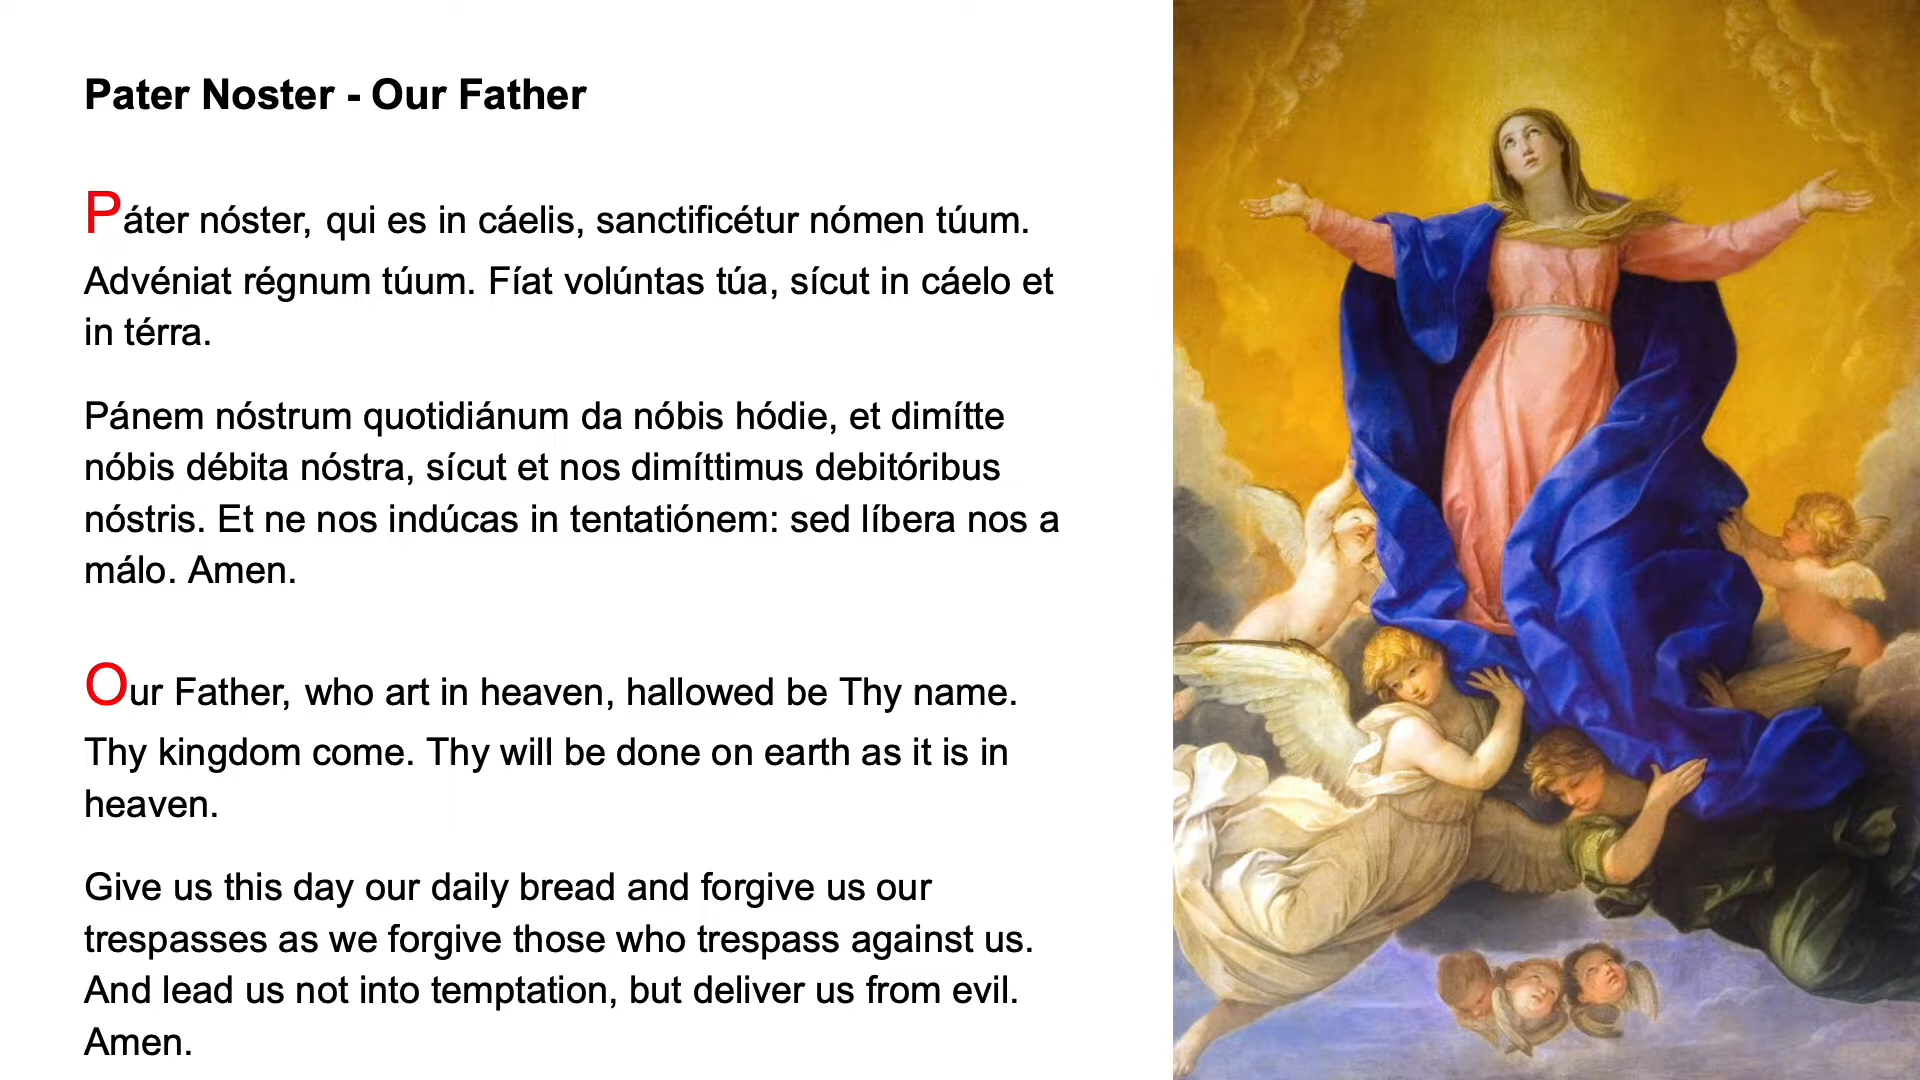 Pater Noster - Our Father
Páter nóster, qui es in cáelis, sanctificétur nómen túum.
Advéniat régnum túum. Fíat volúntas túa, sícut in cáelo et
in térra.
Pánem nóstrum quotidiánum da nóbis hódie, et dimítte
nóbis débita nóstra, sícut et nos dimíttimus debitóribus
nóstris. Et ne nos indúcas in tentatiónem: sed líbera nos a
málo. Amen.
Our Father, who art in heaven, hallowed be Thy name.
Thy kingdom come. Thy will be done on earth as it is in
heaven.
Give us this day our daily bread and forgive us our
trespasses as we forgive those who trespass against us.
And lead us not into temptation, but deliver us from evil.
Amen.